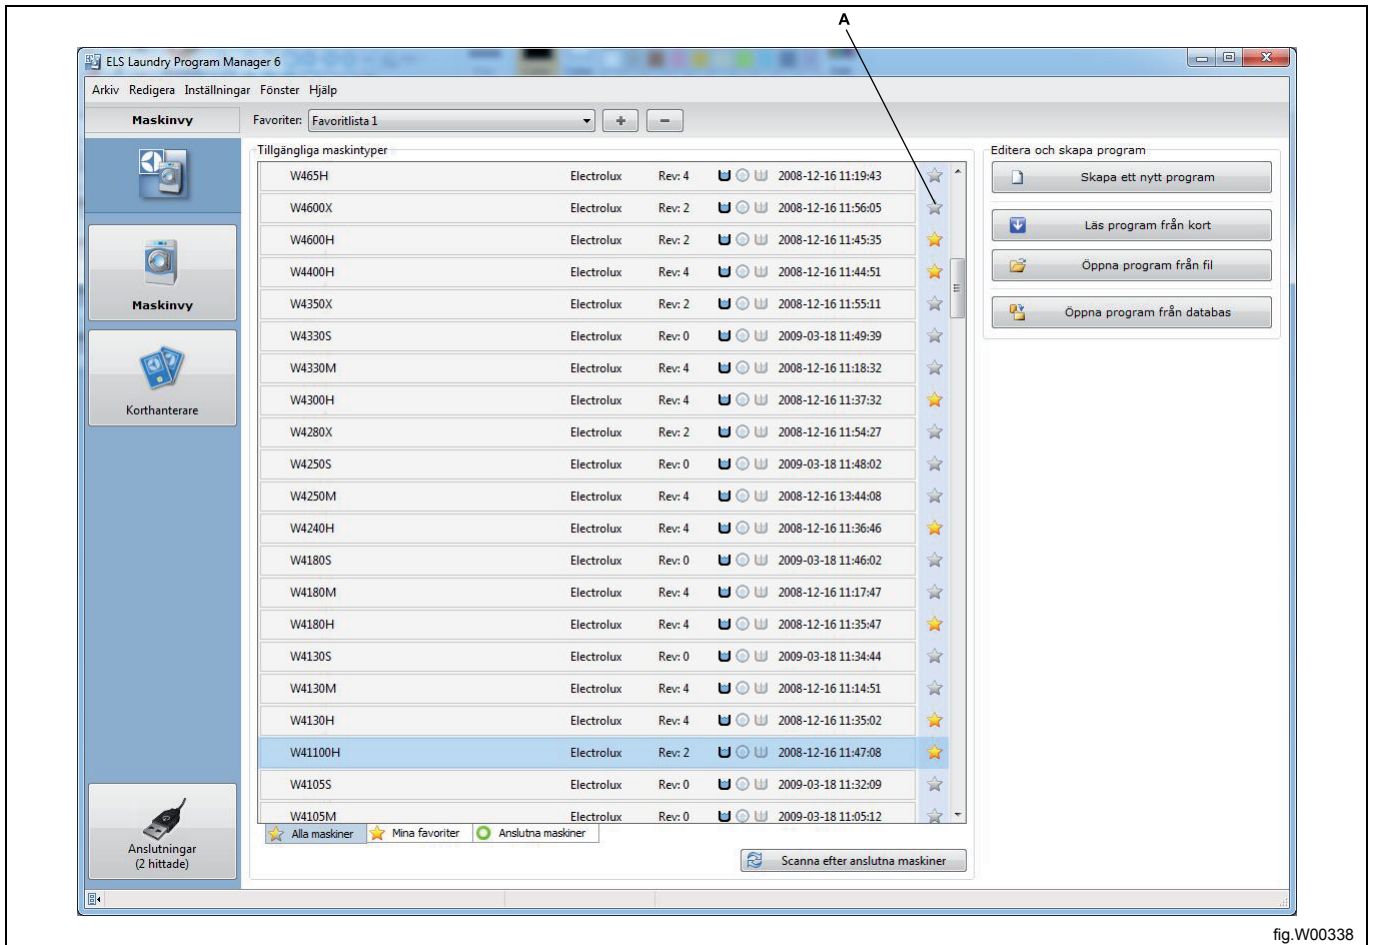 A
ELS Laundry Program Manager 6
Arkiv Redigera Inställningar Fönster Hjälp
Maskinvy
Favoriter: Favoritlista 1
Tillgängliga maskintyper
W465H Electrolux Rev: 4 2008-12-16 11:19:43
W4600X Electrolux Rev: 2 2008-12-16 11:56:05
W4600H Electrolux Rev: 2 2008-12-16 11:45:35
W4400H Electrolux Rev: 4 2008-12-16 11:44:51
W4350X Electrolux Rev: 2 2008-12-16 11:55:11
W4330S Electrolux Rev: 0 2009-03-18 11:49:39
W4330M Electrolux Rev: 4 2008-12-16 11:18:32
W4300H Electrolux Rev: 4 2008-12-16 11:37:32
W4280X Electrolux Rev: 2 2008-12-16 11:54:27
W4250S Electrolux Rev: 0 2009-03-18 11:48:02
W4250M Electrolux Rev: 4 2008-12-16 13:44:08
W4240H Electrolux Rev: 4 2008-12-16 11:36:46
W4180S Electrolux Rev: 0 2009-03-18 11:46:02
W4180M Electrolux Rev: 4 2008-12-16 11:17:47
W4180H Electrolux Rev: 4 2008-12-16 11:35:47
W4130S Electrolux Rev: 0 2009-03-18 11:34:44
W4130M Electrolux Rev: 4 2008-12-16 11:14:51
W4130H Electrolux Rev: 4 2008-12-16 11:35:02
W41100H Electrolux Rev: 2 2008-12-16 11:47:08
W4105S Electrolux Rev: 0 2009-03-18 11:32:09
W4105M Electrolux Rev: 0 2009-03-18 11:05:12
Alla maskiner Mina favoriter Anslutna maskiner
Scanna efter anslutna maskiner
Editera och skapa program
Skapa ett nytt program
Läs program från kort
Öppna program från fil
Öppna program från databas
Maskinvy
Korthanterare
Anslutningar
(2 hittade)
fig.W00338